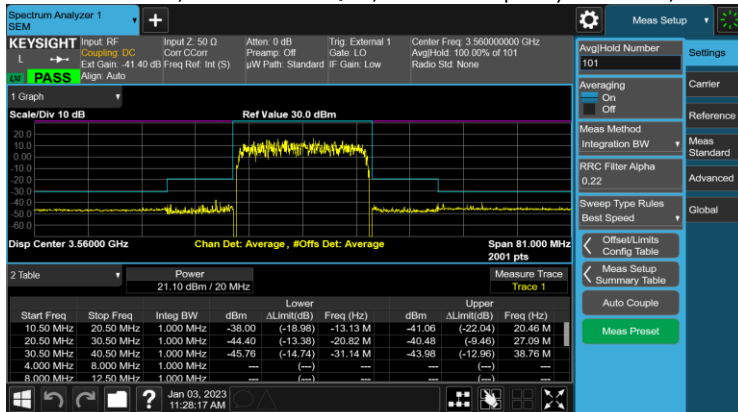 Spectrum Analyzer 1
SEM
Meas Setup
KEYSIGHT
L
LXI
PASS
Input: RF
Coupling: DC
Ext Gain: -41.40 dB
Align: Auto
Input Z: 50 Ω
Corr CCorr
Freq Ref: Int (S)
Atten: 0 dB
Preamp: Off
µW Path: Standard
Trig: External 1
Gate: LO
IF Gain: Low
Center Freq: 3.560000000 GHz
Avg|Hold: 100.00% of 101
Radio Std: None
1 Graph
Scale/Div 10 dB
Ref Value 30.0 dBm
20.0
10.0
0.00
-10.0
-20.0
-30.0
-40.0
-50.0
-60.0
Disp Center 3.56000 GHz
Chan Det: Average , #Offs Det: Average
Span 81.000 MHz
2001 pts
2 Table
Power
21.10 dBm / 20 MHz
Measure Trace
Trace 1
Lower Upper
Start Freq Stop Freq Integ BW dBm ΔLimit(dB) Freq (Hz) dBm ΔLimit(dB) Freq (Hz)
10.50 MHz 20.50 MHz 1.000 MHz -38.00 (-18.98) -13.13 M -41.06 (-22.04) 20.46 M
20.50 MHz 30.50 MHz 1.000 MHz -44.40 (-13.38) -20.82 M -40.48 (-9.46) 27.09 M
30.50 MHz 40.50 MHz 1.000 MHz -45.76 (-14.74) -31.14 M -43.98 (-12.96) 38.76 M
4.000 MHz 8.000 MHz 1.000 MHz --- (---) --- (---)
8.000 MHz 12.50 MHz 1.000 MHz --- (---) --- (---)
Jan 03, 2023
11:28:17 AM
Avg|Hold Number
101
Averaging
On
Off
Meas Method
Integration BW
RRC Filter Alpha
0.22
Sweep Type Rules
Best Speed
Offset/Limits
Config Table
Meas Setup
Summary Table
Auto Couple
Meas Preset
Settings
Carrier
Reference
Meas
Standard
Advanced
Global